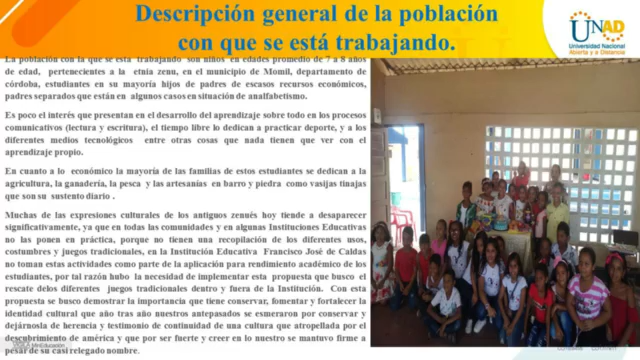 Descripción general de la población
con que se está trabajando.
UNAD
Universidad Nacional
Abierta y a Distancia
La población con la que se está trabajando son niños en edades promedio de 7 a 8 años
de edad, pertenecientes a la etnia zenu, en el municipio de Momil, departamento de
córdoba, estudiantes en su mayoría hijos de padres de escasos recursos económicos,
padres separados que están en algunos casos en situación de analfabetismo.
Es poco el interés que presentan en el desarrollo del aprendizaje sobre todo en los procesos
comunicativos (lectura y escritura), el tiempo libre lo dedican a practicar deporte, y a los
diferentes medios tecnológicos entre otras cosas que nada tienen que ver con el
aprendizaje propio.
En cuanto a lo económico la mayoría de las familias de estos estudiantes se dedican a la
agricultura, la ganadería, la pesca y las artesanías en barro y piedra como vasijas tinajas
que son su sustento diario .
Muchas de las expresiones culturales de los antiguos zenués hoy tiende a desaparecer
significativamente, ya que en todas las comunidades y en algunas Instituciones Educativas
no las ponen en práctica, porque no tienen una recopilación de los diferentes usos,
costumbres y juegos tradicionales, en la Institución Educativa Francisco José de Caldas
no toman estas actividades como parte de la aplicación para rendimiento académico de los
estudiantes, por tal razón hubo la necesidad de implementar esta propuesta que busco el
rescate delos diferentes juegos tradicionales dentro y fuera de la Institución. Con esta
propuesta se busco demostrar la importancia que tiene conservar, fomentar y fortalecer la
identidad cultural que año tras año nuestros antepasados se esmeraron por conservar y
dejárnosla de herencia y testimonio de continuidad de una cultura que atropellada por el
descubrimiento de amèrica y que por ser fuerte y creer en lo nuestro se mantuvo firme a
pesar de su casi relegado nombre.